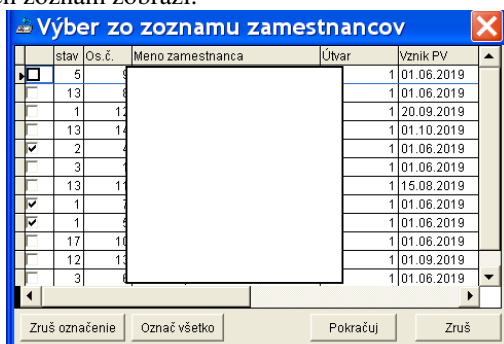 zoznam zobrazí.
Výber zo zoznamu zamestnancov
stav Os.č. Meno zamestnanca Útvar Vznik PV
5 1 01.06.2019
13 1 01.06.2019
1 1 20.09.2019
13 1 01.10.2019
2 1 01.06.2019
3 1 01.06.2019
13 1 15.08.2019
1 1 01.06.2019
1 1 01.06.2019
17 1 01.06.2019
12 1 01.09.2019
3 1 01.06.2019
Zruš označenie Označ všetko Pokračuj Zruš